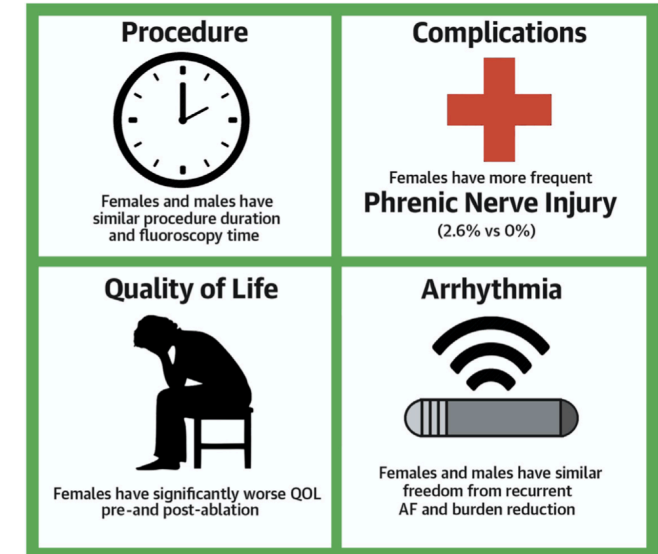 Procedure
Females and males have
similar procedure duration
and fluoroscopy time
Complications
Females have more frequent
Phrenic Nerve Injury
(2.6% vs 0%)
Quality of Life
Females have significantly worse QOL
pre-and post-ablation
Arrhythmia
Females and males have similar
freedom from recurrent
AF and burden reduction